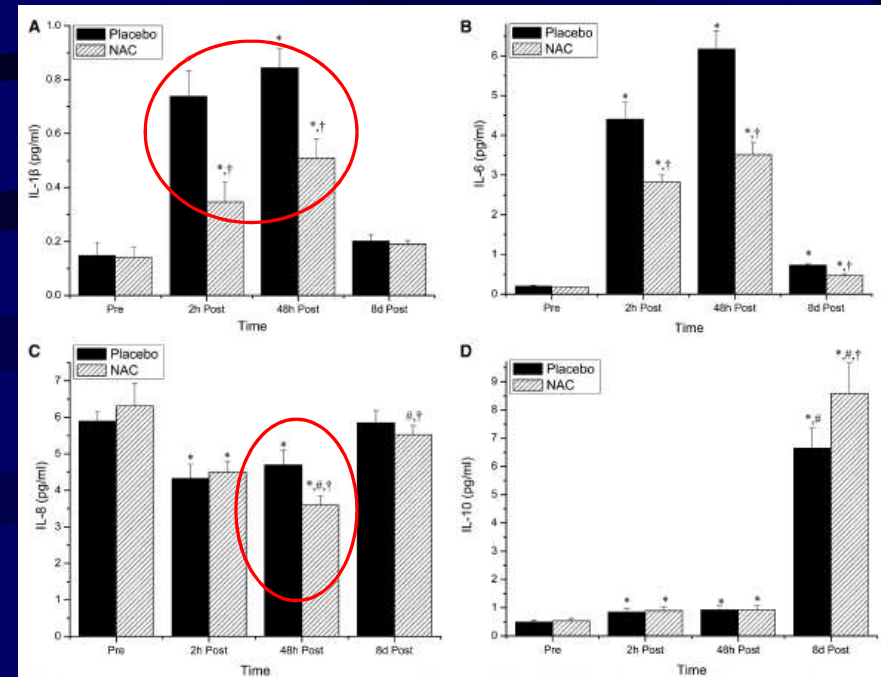 A
Placebo
NAC
IL-1β (pg/ml)
1.0
0.8
0.6
0.4
0.2
0.0
*
*
*,†
*,†
Pre
2h Post
48h Post
8d Post
Time
B
Placebo
NAC
IL-6 (pg/ml)
7
6
5
4
3
2
1
0
*
*,†
*
*,†
*
*,†
Pre
2h Post
48h Post
8d Post
Time
C
Placebo
NAC
IL-8 (pg/ml)
7
6
5
4
3
2
1
0
*
*
*
*,#,†
#,†
Pre
2h Post
48h Post
8d Post
Time
D
Placebo
NAC
IL-10 (pg/ml)
9
8
7
6
5
4
3
2
1
0
*
*
*
*
*,#
*,#,†
Pre
2h Post
48h Post
8d Post
Time